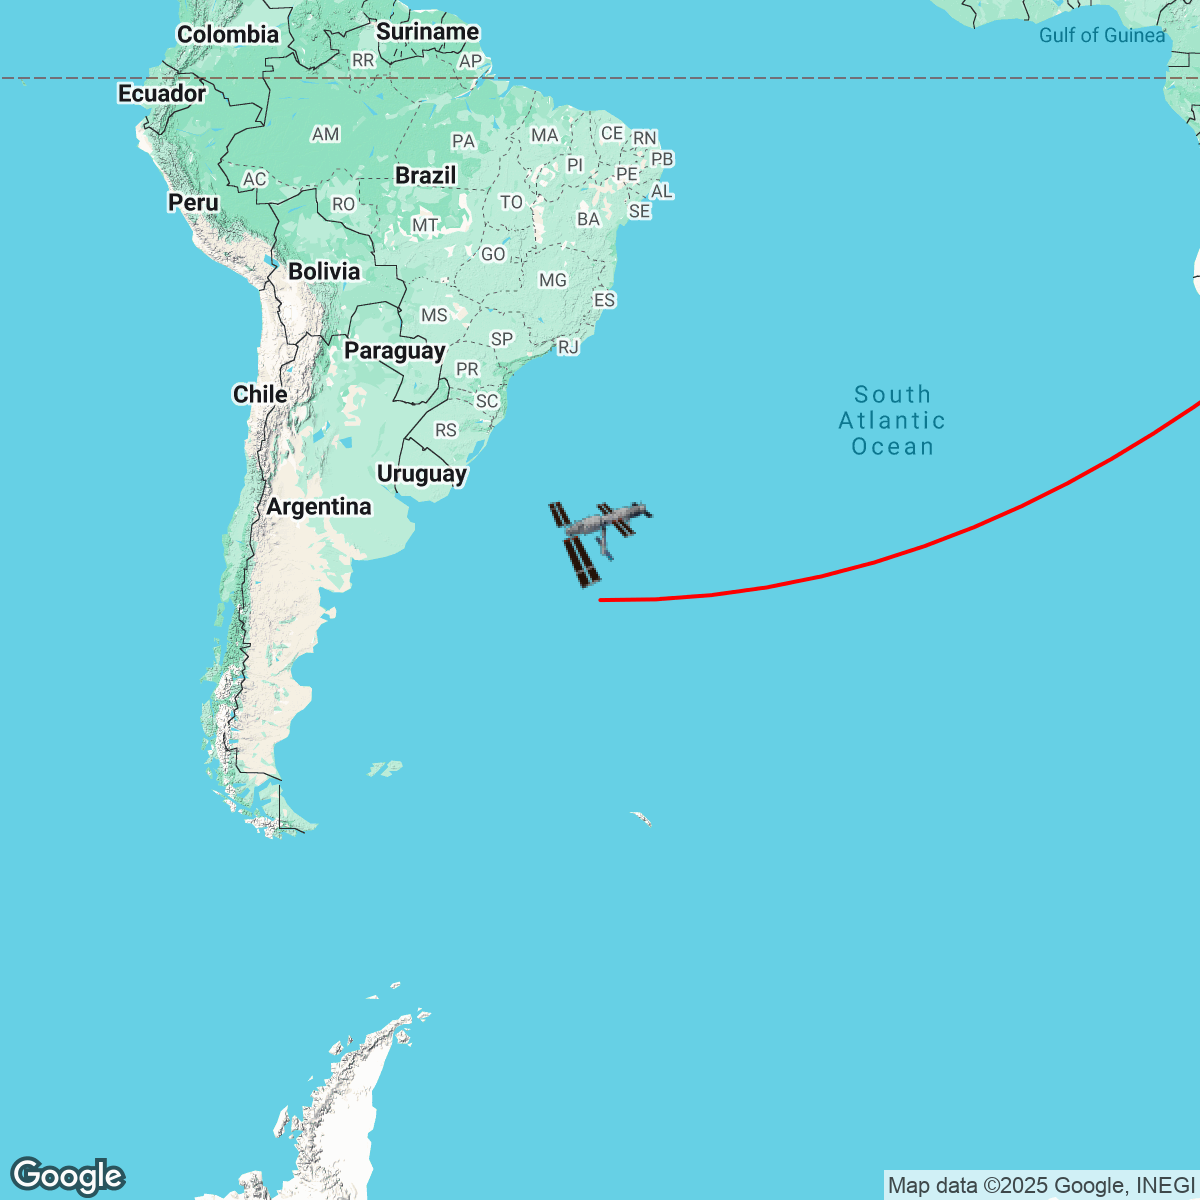 Colombia
Suriname
Gulf of Guinea
RR
AP
Ecuador
AM
PA
MA
CE
RN
PI
PB
PE
Brazil
AC
AL
Peru
RO
TO
SE
MT
BA
GO
Bolivia
MG
ES
MS
SP
RJ
Paraguay
PR
Chile
SC
South
Atlantic
Ocean
RS
Uruguay
Argentina
Google
Map data ©2025 Google, INEGI